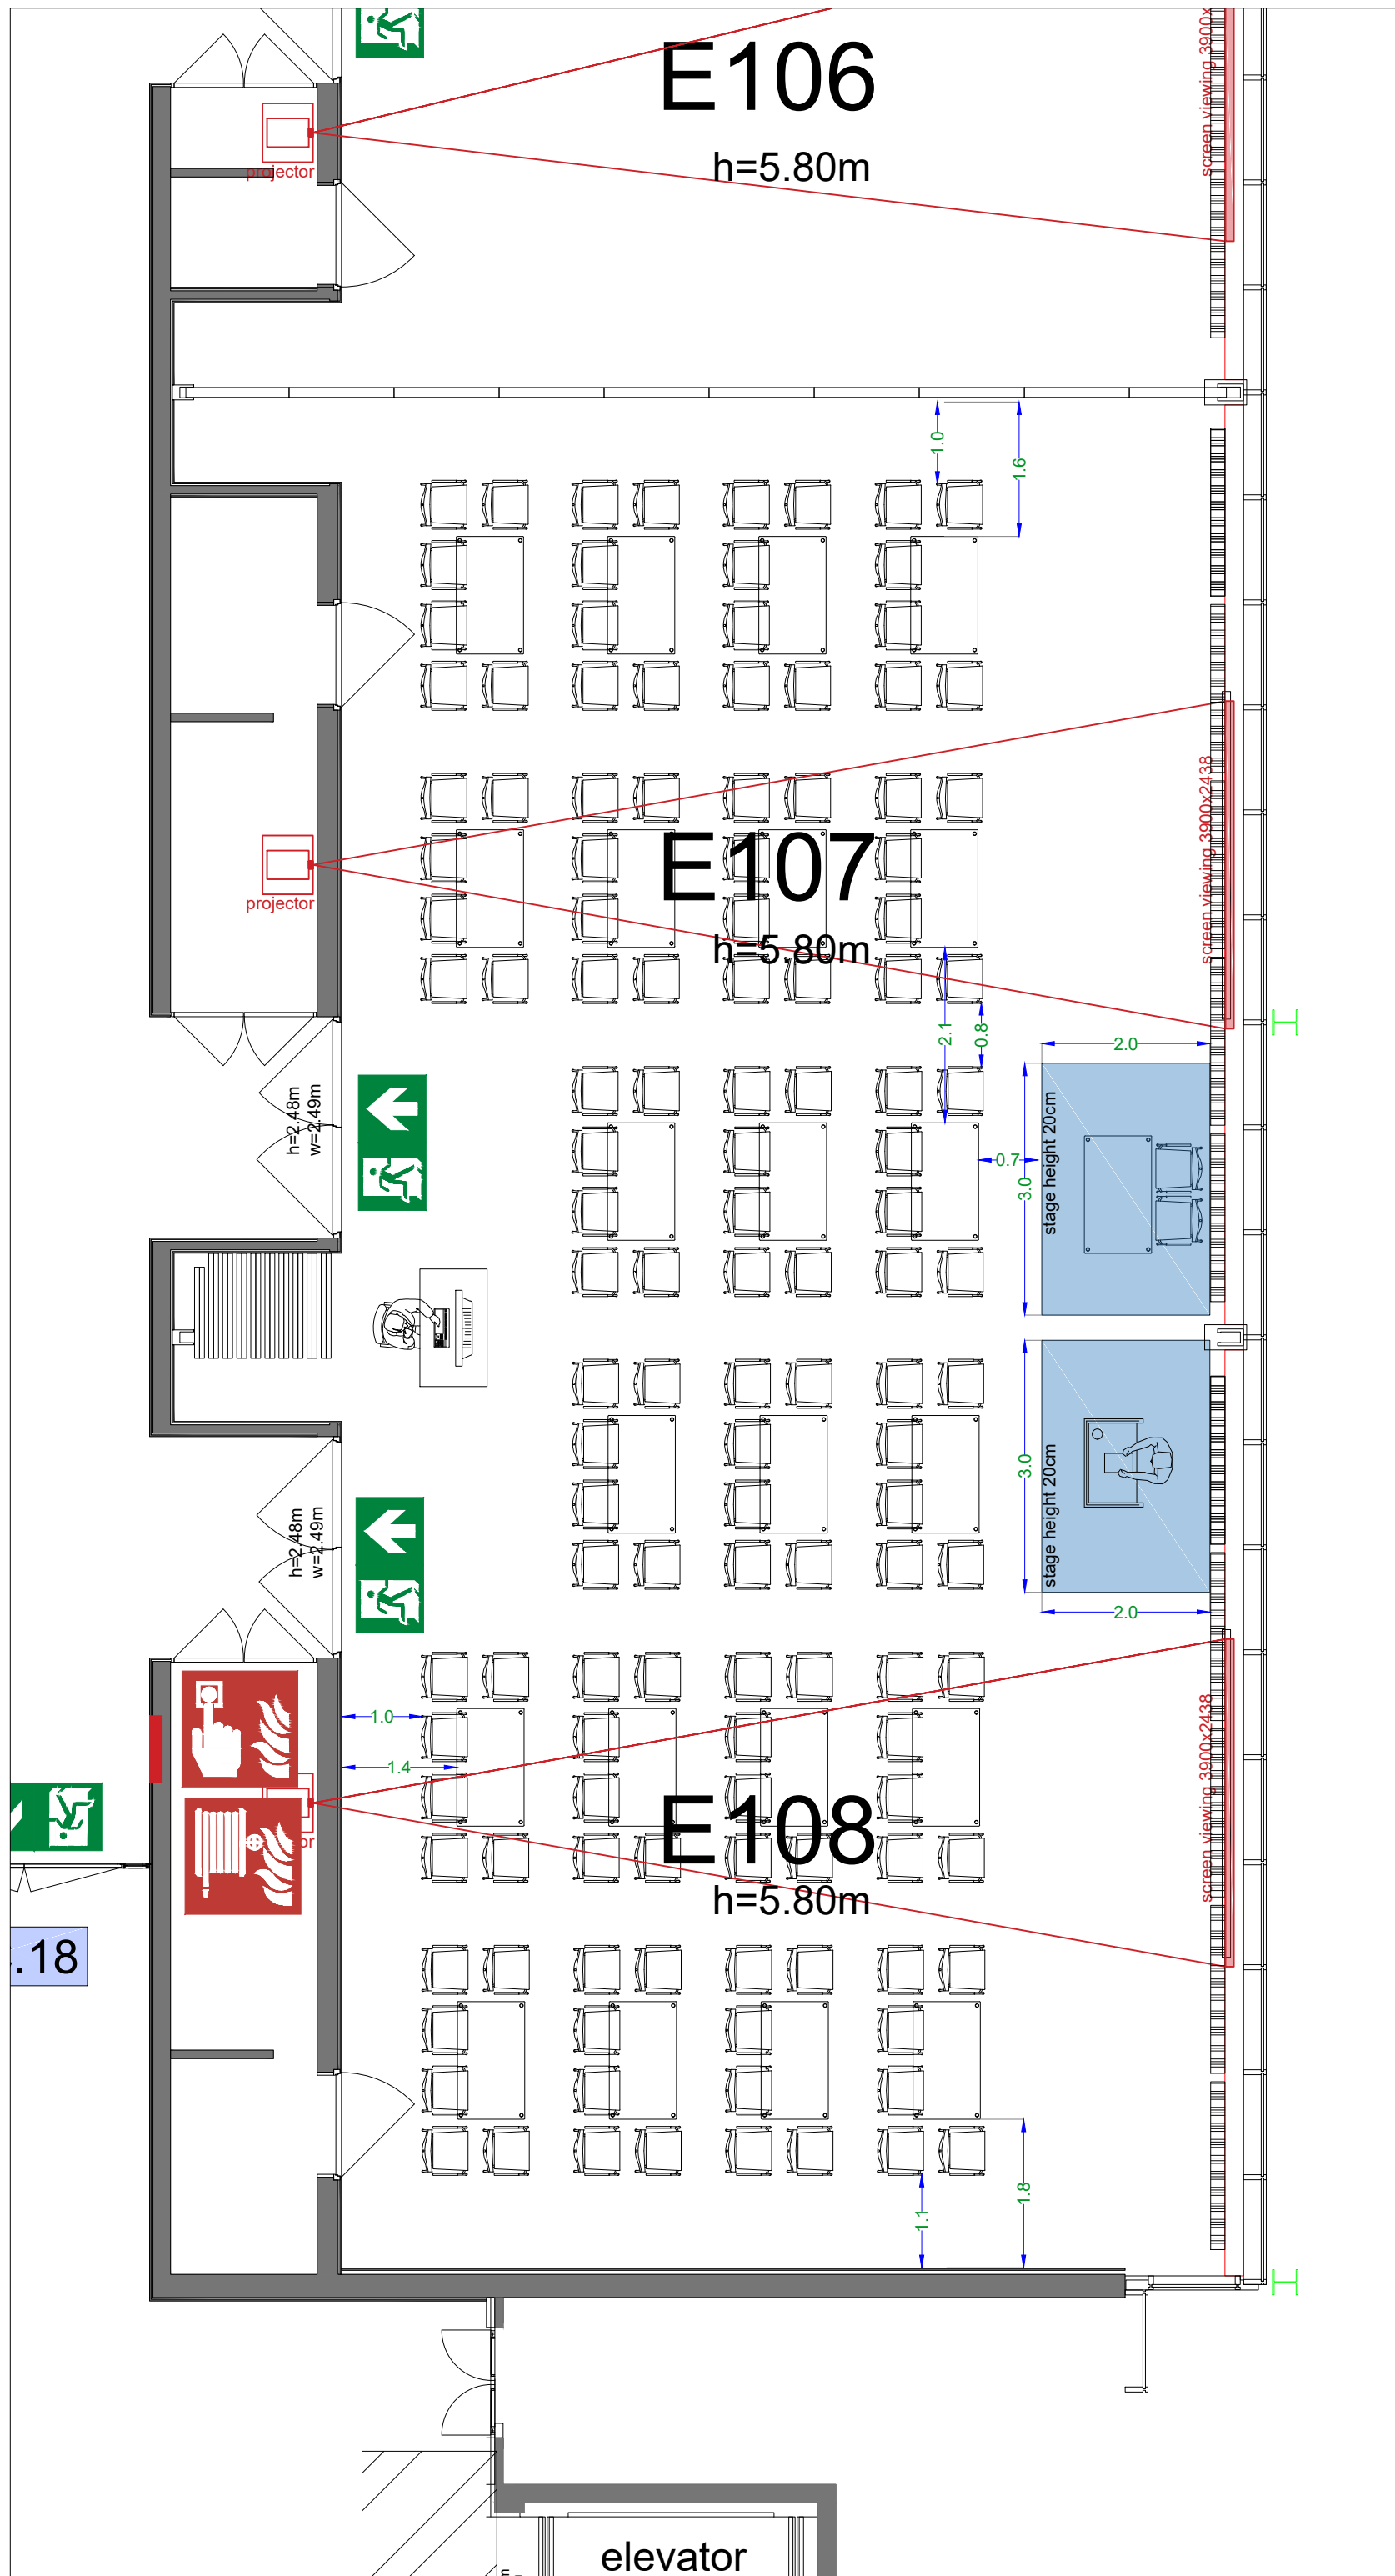 E106
h=5.80m
projector
screen viewing 3900x
1.0
1.6
E107
h=5.80m
projector
screen viewing 3900x2438
2.1
0.8
2.0
h=2.48m
w=2.49m
0.7
3.0
stage height 20cm
3.0
stage height 20cm
2.0
h=2.48m
w=2.49m
1.0
1.4
E108
h=5.80m
screen viewing 3900x2438
.18
1.8
1.1
elevator